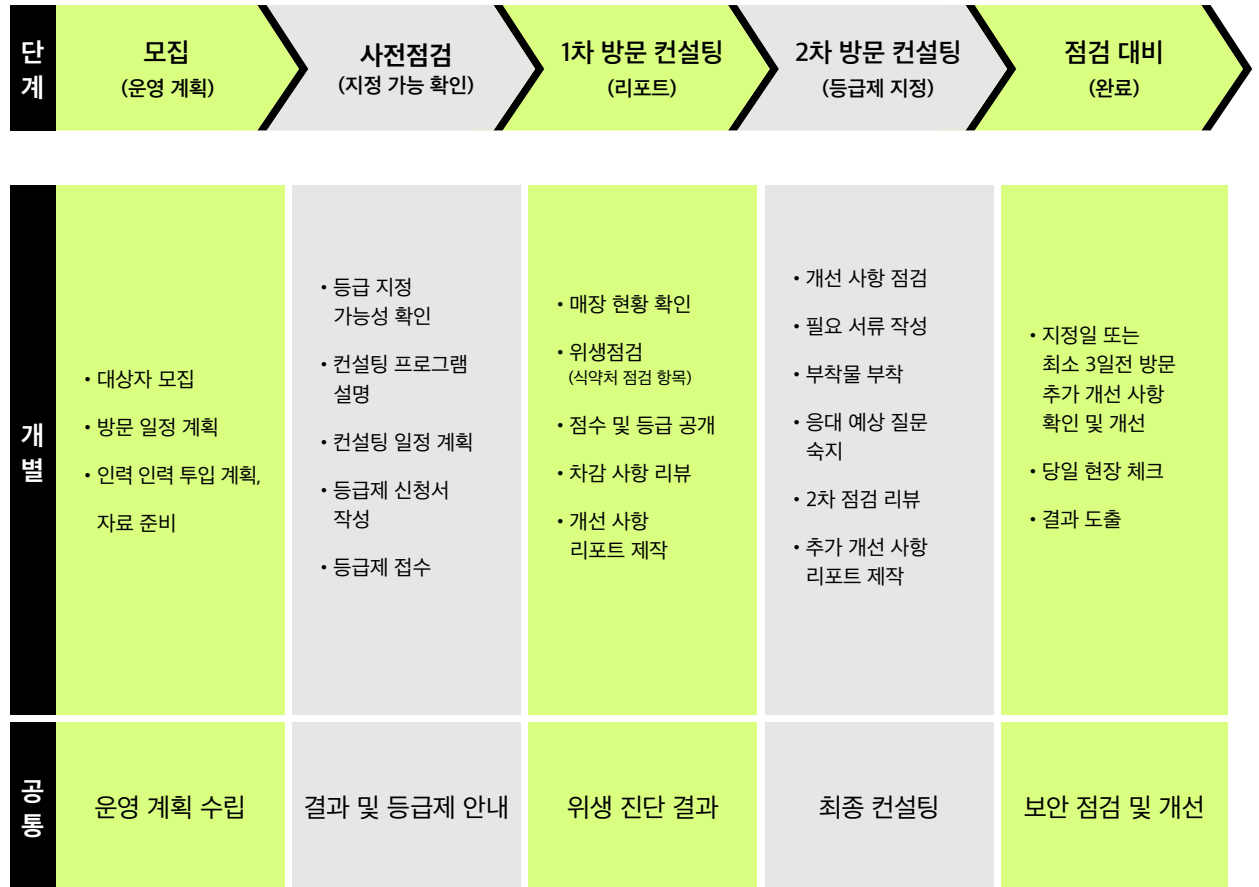 단
계
모집
(운영 계획)
사전점검
(지정 가능 확인)
1차 방문 컨설팅
(리포트)
2차 방문 컨설팅
(등급제 지정)
점검 대비
(완료)
개
별
• 대상자 모집
• 방문 일정 계획
• 인력 인력 투입 계획,
자료 준비
• 등급 지정
가능성 확인
• 컨설팅 프로그램
설명
• 컨설팅 일정 계획
• 등급제 신청서
작성
• 등급제 접수
• 매장 현황 확인
• 위생점검
(식약처 점검 항목)
• 점수 및 등급 공개
• 차감 사항 리뷰
• 개선 사항
리포트 제작
• 개선 사항 점검
• 필요 서류 작성
• 부착물 부착
• 응대 예상 질문
숙지
• 2차 점검 리뷰
• 추가 개선 사항
리포트 제작
• 지정일 또는
최소 3일전 방문
추가 개선 사항
확인 및 개선
• 당일 현장 체크
• 결과 도출
공
통
운영 계획 수립
결과 및 등급제 안내
위생 진단 결과
최종 컨설팅
보안 점검 및 개선